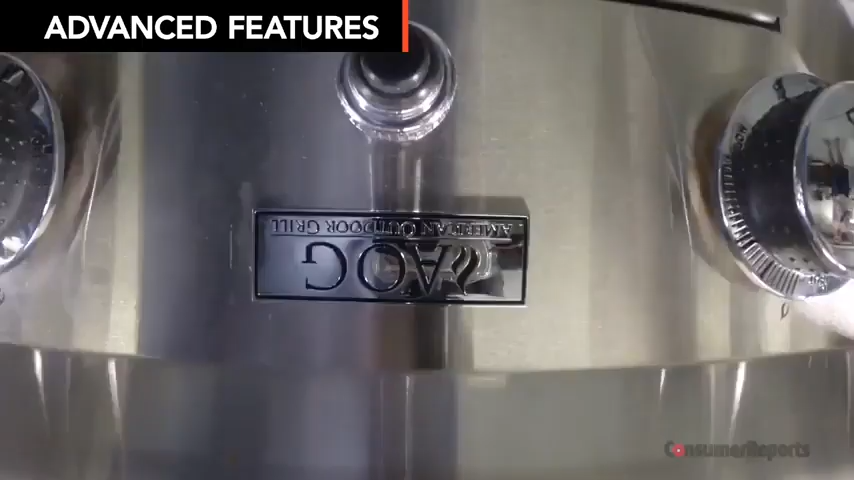 ADVANCED FEATURES
AMERICAN OUTDOOR GRILL
AOG
ConsumerReports